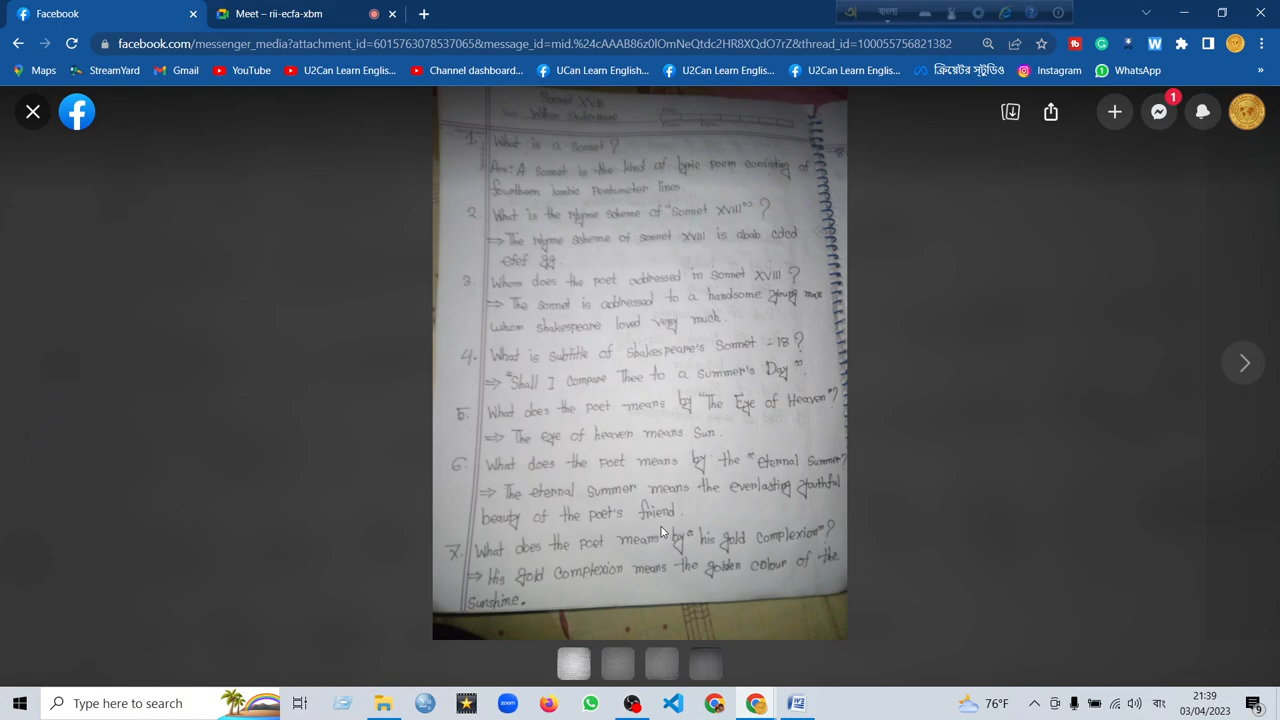 Facebook
Meet – rii-ecfa-xbm
বাংলা
facebook.com/messenger_media?attachment_id=6015763078537065&message_id=mid.%24cAAAB86z0lOmNeQtdc2HR8XQdO7rZ&thread_id=100055756821382
Maps
StreamYard
Gmail
YouTube
U2Can Learn Englis...
Channel dashboard...
UCan Learn English...
U2Can Learn Englis...
U2Can Learn Englis...
ক্রিয়েটর স্টুডিও
Instagram
WhatsApp
»
1
Sonnet XVIII
William Shakespeare
1. What is a sonnet?
Ans: A sonnet is the kind of lyric poem consisting of
fourtheen iambic pentameter lines.
2. What is the rhyme scheme of "Sonnet XVIII"?
⇒ The rhyme scheme of sonnet XVIII is abab cdcd
efef gg.
3. Whom does the poet addressed in sonnet XVIII?
⇒ The sonnet is addressed to a handsome young man
whom shakespeare loved very much.
4. What is subtitle of shakespeare's Sonnet - 18?
⇒ "Shall I compare Thee to a Summer's Day".
5. What does the poet means by "The Eye of Heaven"?
⇒ The eye of heaven means Sun.
6. What does the poet means by the "eternal Summer?
⇒ The eternal summer means the everlasting youthful
beauty of the poet's friend.
7. What does the poet means by "his gold complexion"?
⇒ His gold complexion means the golden colour of the
Sunshine.
Type here to search
zoom
76°F
বাং
21:39
03/04/2023
9